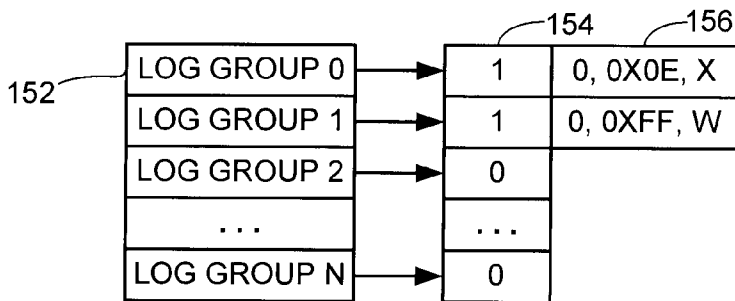 154 156
152
LOG GROUP 0 1 0, 0X0E, X
LOG GROUP 1 1 0, 0XFF, W
LOG GROUP 2 0
... ...
LOG GROUP N 0